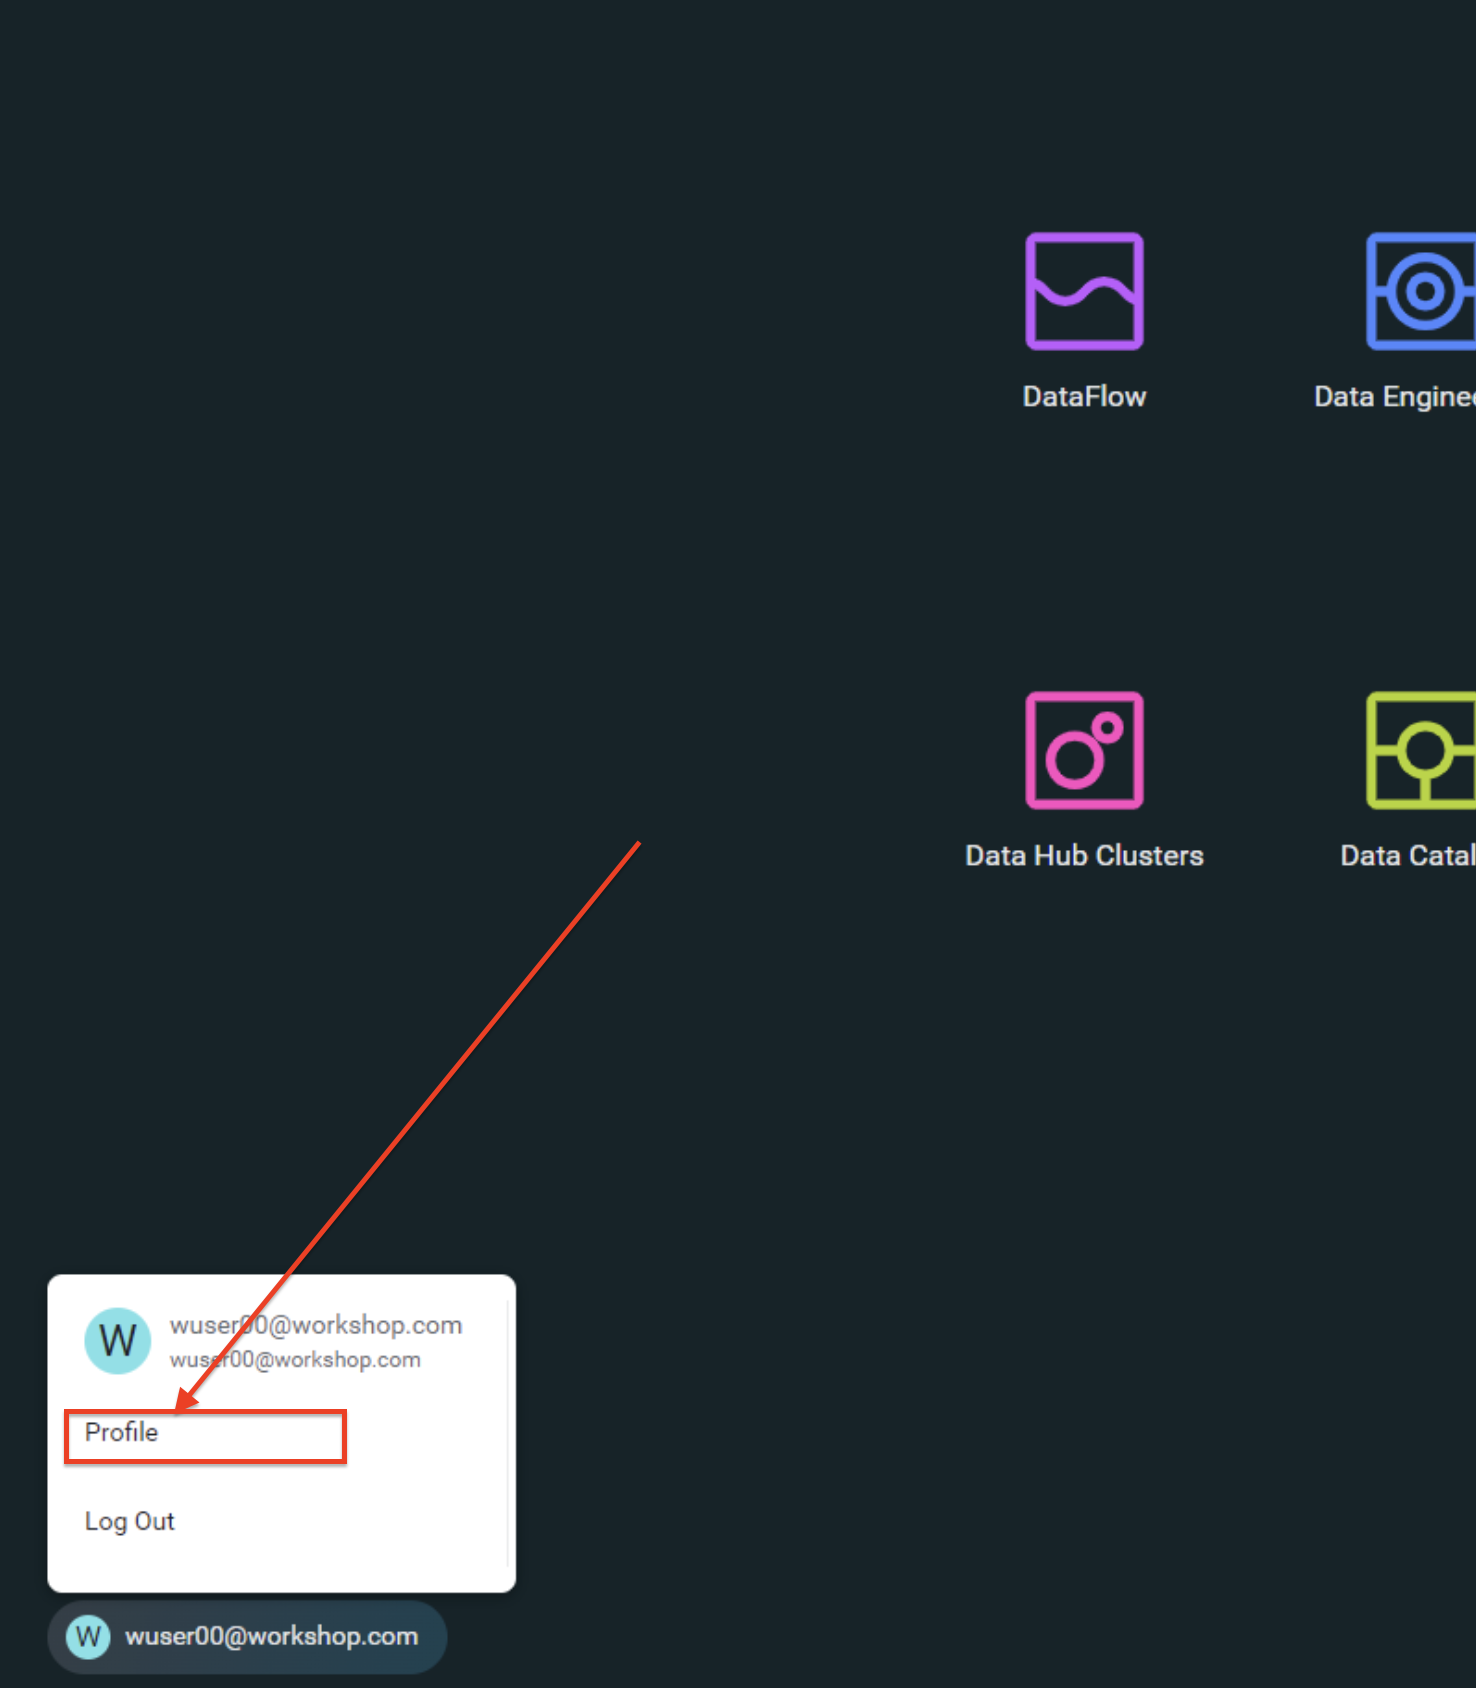 DataFlow
Data Enginee
Data Hub Clusters
Data Catal
W
wuser00@workshop.com
wuser00@workshop.com
Profile
Log Out
W
wuser00@workshop.com